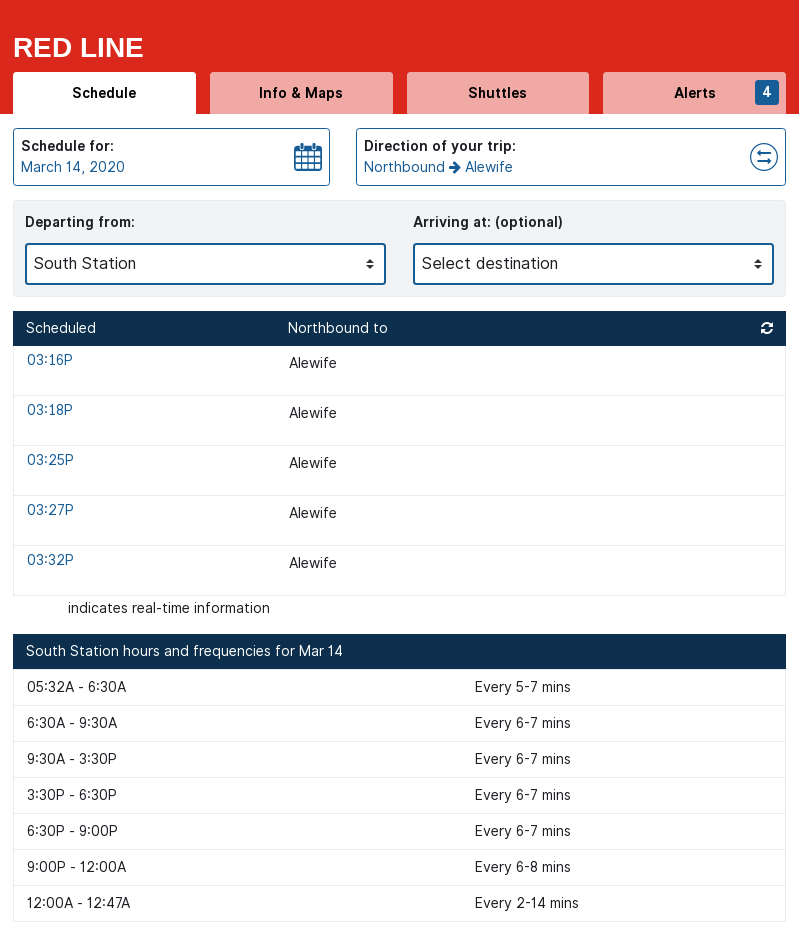 RED LINE
Schedule
Info & Maps
Shuttles
Alerts 4
Schedule for:
March 14, 2020
Direction of your trip:
Northbound Alewife
Departing from:
South Station
Arriving at: (optional)
Select destination
Scheduled Northbound to
03:16P Alewife
03:18P Alewife
03:25P Alewife
03:27P Alewife
03:32P Alewife
indicates real-time information
South Station hours and frequencies for Mar 14
05:32A - 6:30A Every 5-7 mins
6:30A - 9:30A Every 6-7 mins
9:30A - 3:30P Every 6-7 mins
3:30P - 6:30P Every 6-7 mins
6:30P - 9:00P Every 6-7 mins
9:00P - 12:00A Every 6-8 mins
12:00A - 12:47A Every 2-14 mins